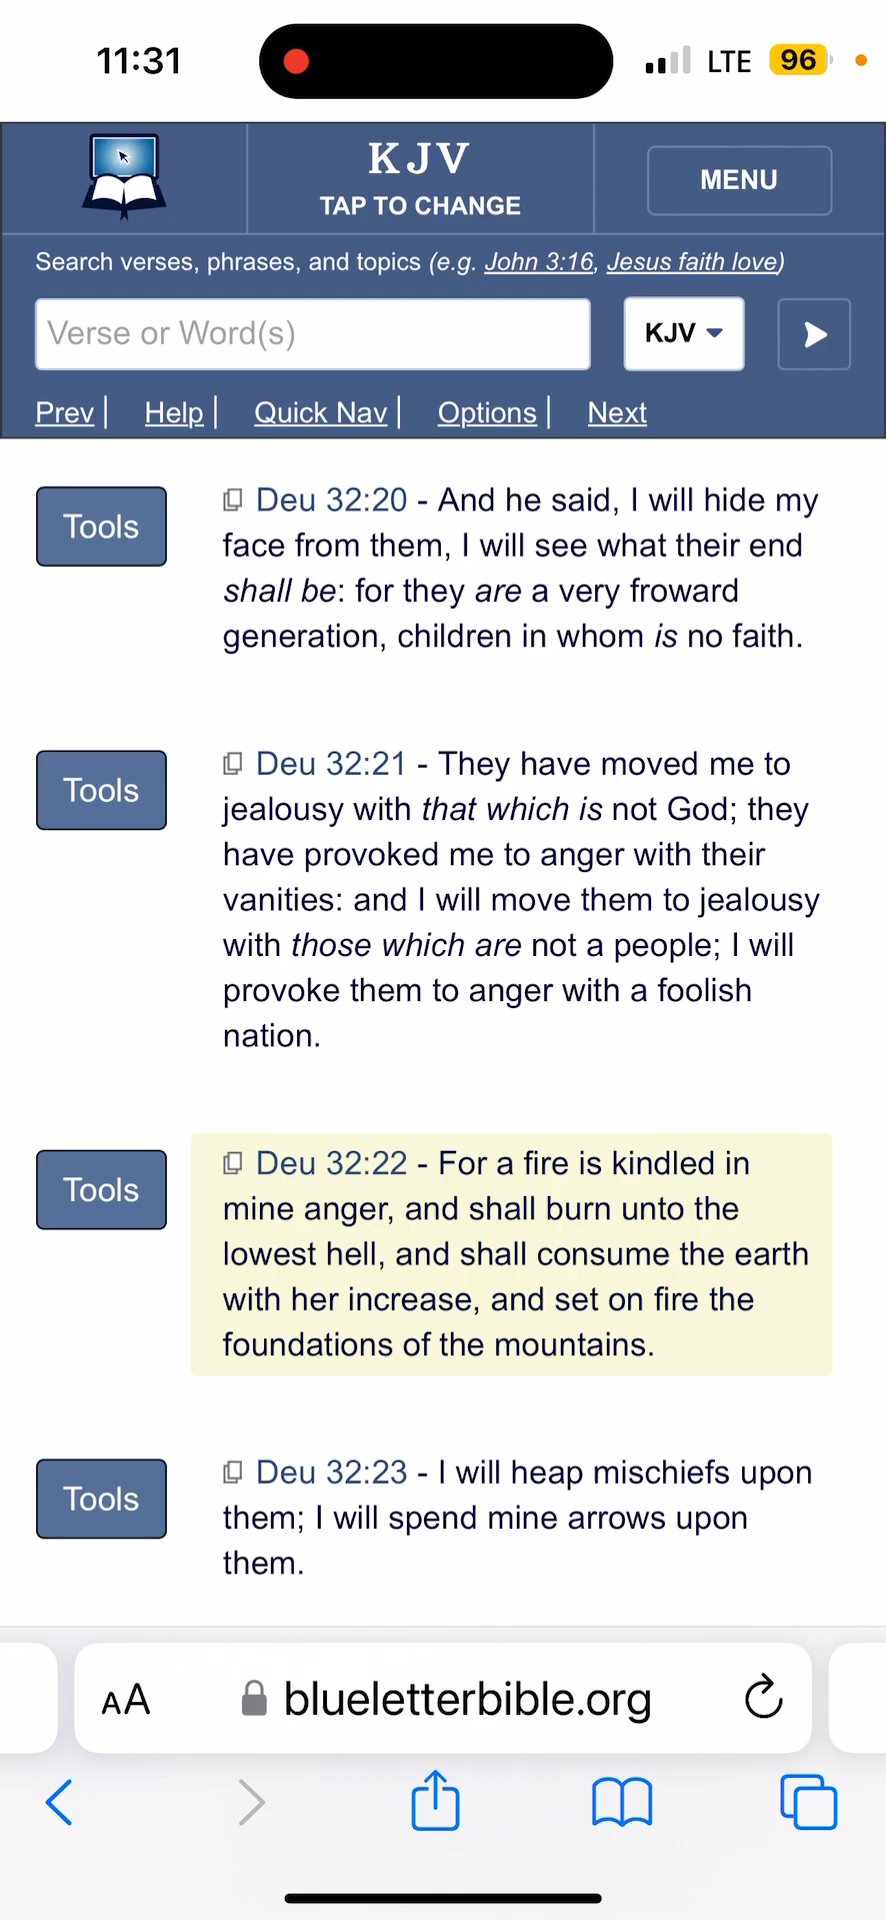 11:31
LTE 96
KJV
TAP TO CHANGE
MENU
Search verses, phrases, and topics (e.g. John 3:16, Jesus faith love)
Verse or Word(s)
KJV
Prev | Help | Quick Nav | Options | Next
Tools
Deu 32:20 - And he said, I will hide my
face from them, I will see what their end
shall be: for they are a very froward
generation, children in whom is no faith.
Tools
Deu 32:21 - They have moved me to
jealousy with that which is not God; they
have provoked me to anger with their
vanities: and I will move them to jealousy
with those which are not a people; I will
provoke them to anger with a foolish
nation.
Tools
Deu 32:22 - For a fire is kindled in
mine anger, and shall burn unto the
lowest hell, and shall consume the earth
with her increase, and set on fire the
foundations of the mountains.
Tools
Deu 32:23 - I will heap mischiefs upon
them; I will spend mine arrows upon
them.
AA blueletterbible.org